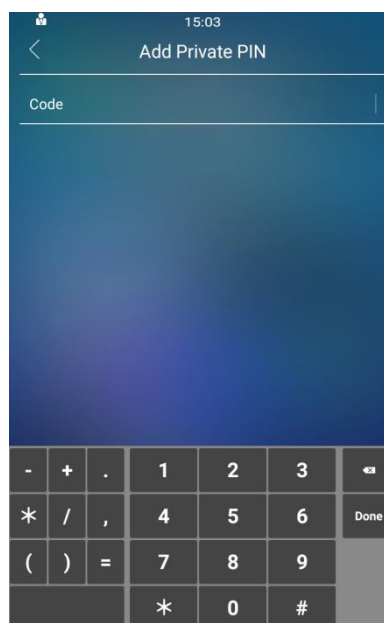 15:03
Add Private PIN
Code
- + . 1 2 3
* / , 4 5 6 Done
( ) = 7 8 9
* 0 #